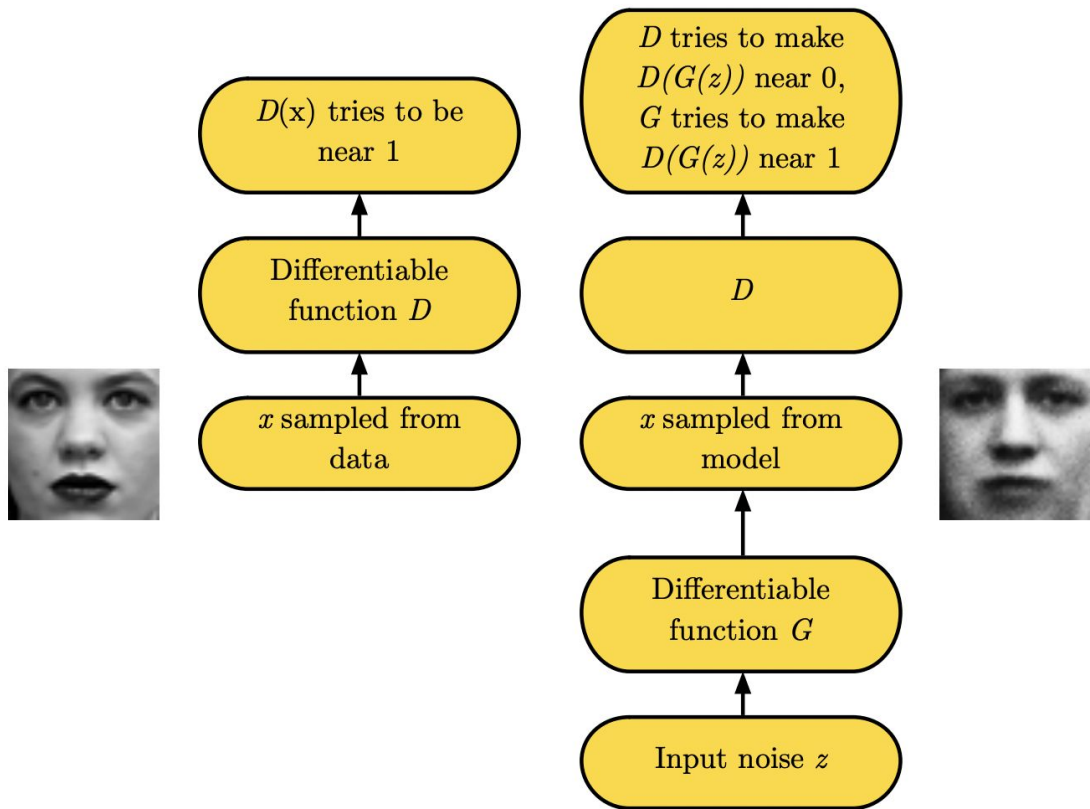 D(x) tries to be
near 1
Differentiable
function D
x sampled from
data
D tries to make
D(G(z)) near 0,
G tries to make
D(G(z)) near 1
D
x sampled from
model
Differentiable
function G
Input noise z